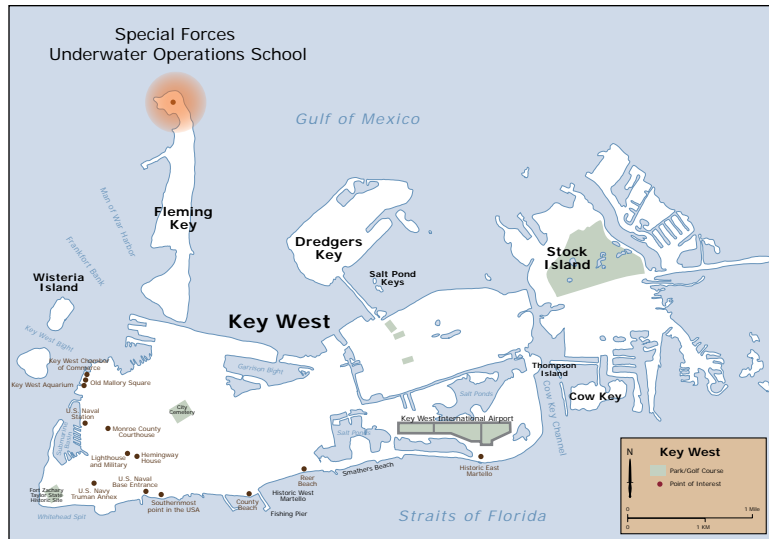 Special Forces
Underwater Operations School
Gulf of Mexico
Man of War Harbor
Fleming
Key
Frankfort Bank
Dredgers
Key
Stock
Island
Salt Pond
Keys
Wisteria
Island
Key West
Key West Bight
Key West Chamber
of Commerce
Old Mallory Square
Key West Aquarium
Garrison Bight
Thompson
Island
Cow Key
Cow Key Channel
Salt Ponds
City
Cemetery
U.S. Naval
Station
Monroe County
Courthouse
Submarine
Basin
Key West International Airport
Salt Ponds
Lighthouse
and Military
Hemingway
House
Smathers Beach
Historic East
Martello
Rest
Beach
Fort Zachary
Taylor State
Historic Site
U.S. Navy
Truman Annex
U.S. Naval
Base Entrance
Southernmost
point in the USA
County
Beach
Historic West
Martello
Fishing Pier
Whitehead Spit
Straits of Florida
Key West
N
Park/Golf Course
Point of Interest
0
1 Mile
0
1 KM